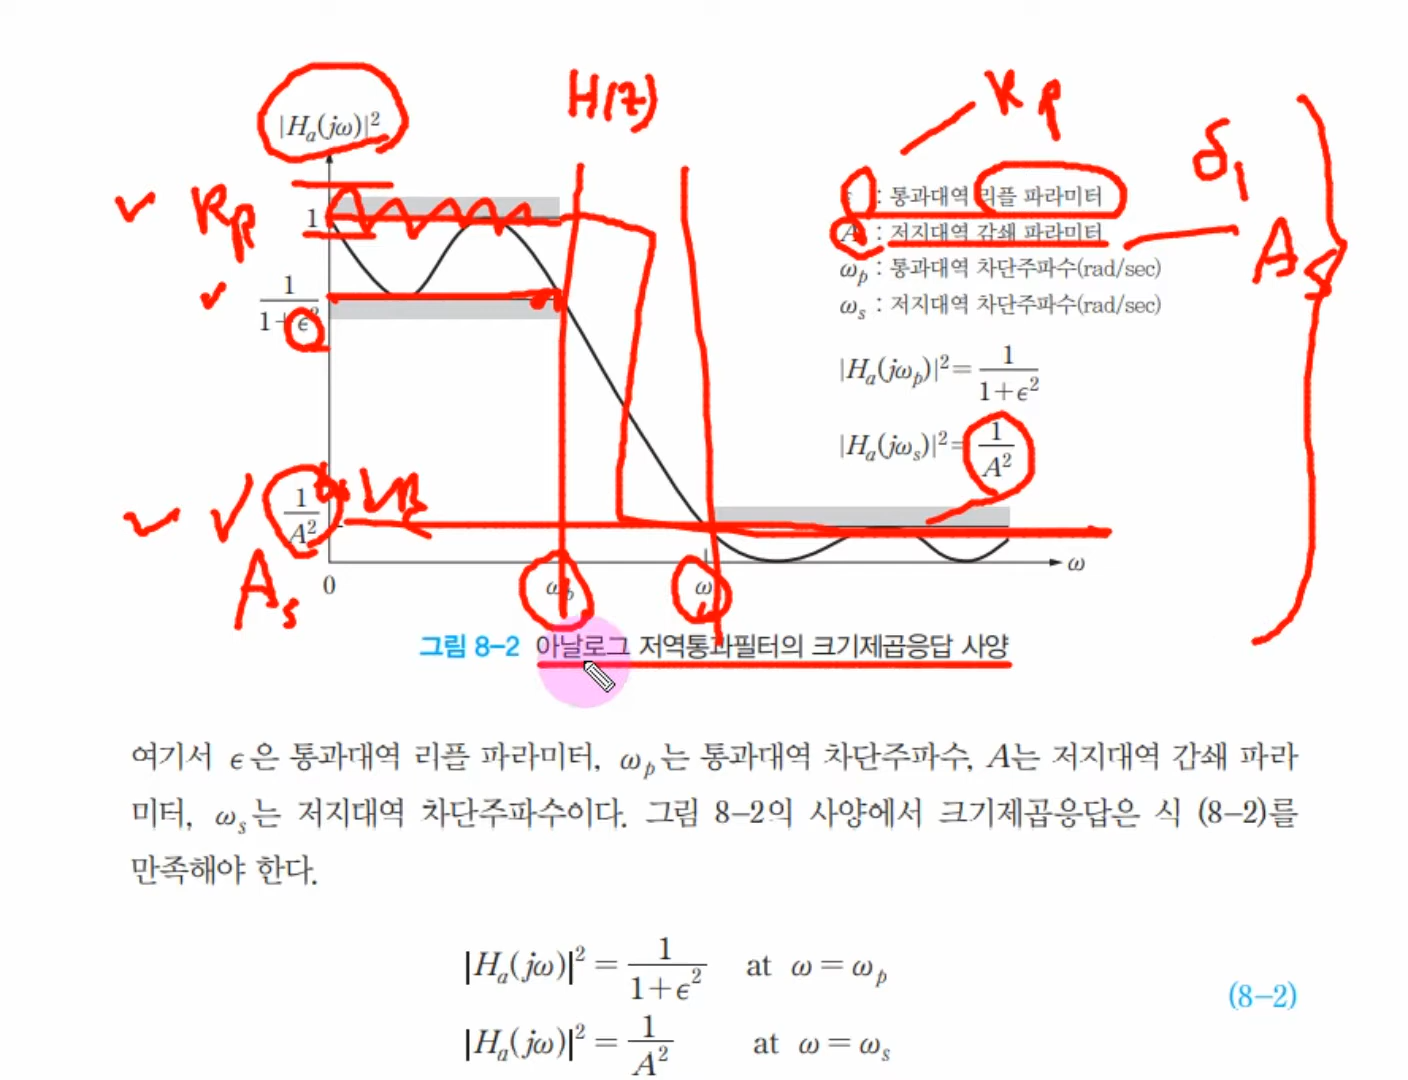 H(z)
K p
|Hₐ(jω)|²
δ₁
ε : 통과대역 리플 파라미터
Rp
1
A : 저지대역 감쇄 파라미터
As
ωₚ : 통과대역 차단주파수(rad/sec)
1/(1+ϵ²)
ωₛ : 저지대역 차단주파수(rad/sec)
|Hₐ(jωₚ)|² = 1/(1+ϵ²)
|Hₐ(jωₛ)|² = 1/A²
1/A²
As
0 ωₚ ω ω
그림 8-2 아날로그 저역통과필터의 크기제곱응답 사양
여기서 ϵ은 통과대역 리플 파라미터, ωₚ는 통과대역 차단주파수, A는 저지대역 감쇄 파라
미터, ωₛ는 저지대역 차단주파수이다. 그림 8-2의 사양에서 크기제곱응답은 식 (8-2)를
만족해야 한다.
|Hₐ(jω)|² = 1/(1+ϵ²) at ω = ωₚ
(8-2)
|Hₐ(jω)|² = 1/A² at ω = ωₛ